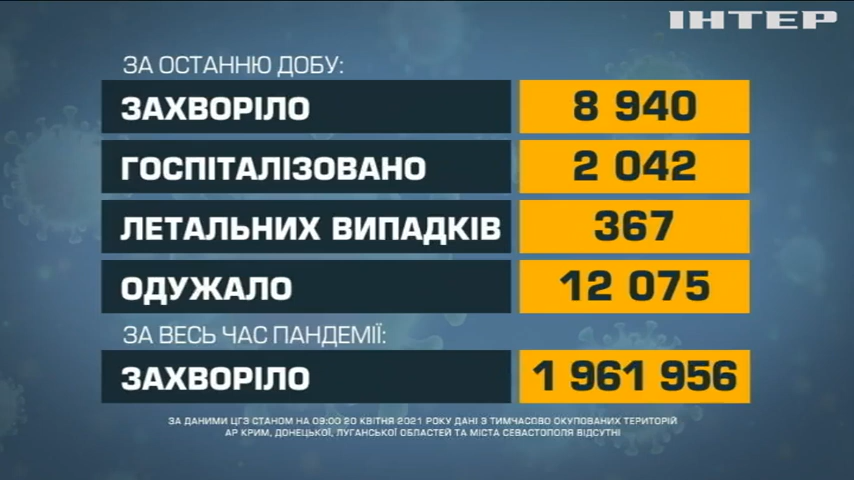 ІНТЕР
ЗА ОСТАННЮ ДОБУ:
ЗАХВОРІЛО 8 940
ГОСПІТАЛІЗОВАНО 2 042
ЛЕТАЛЬНИХ ВИПАДКІВ 367
ОДУЖАЛО 12 075
ЗА ВЕСЬ ЧАС ПАНДЕМІЇ:
ЗАХВОРІЛО 1 961 956
ЗА ДАНИМИ ЦГЗ СТАНОМ НА 09:00 20 КВІТНЯ 2021 РОКУ ДАНІ З ТИМЧАСОВО ОКУПОВАНИХ ТЕРИТОРІЙ
АР КРИМ, ДОНЕЦЬКОЇ, ЛУГАНСЬКОЇ ОБЛАСТЕЙ ТА МІСТА СЕВАСТОПОЛЯ ВІДСУТНІ